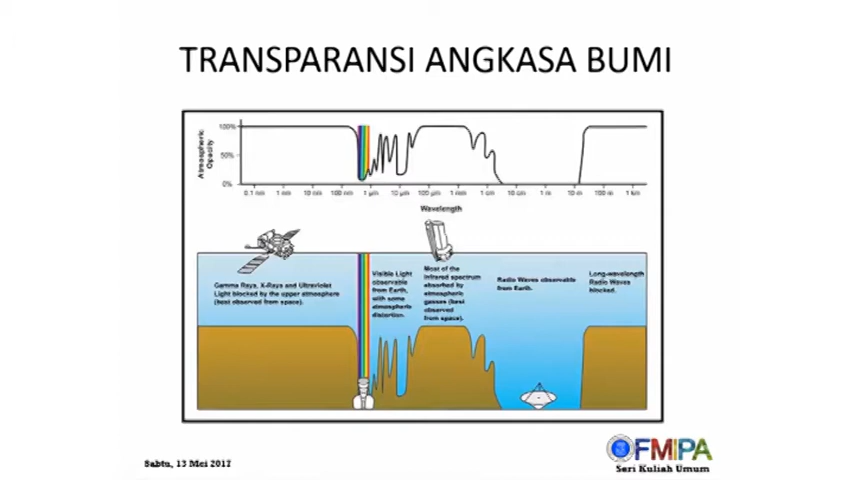 TRANSPARANSI ANGKASA BUMI
Atmospheric
Opacity
100%
50%
0%
0.1 nm
1 nm
10 nm
100 nm
1 μm
10 μm
100 μm
1 mm
1 cm
10 cm
1 m
10 m
100 m
1 km
Wavelength
Gamma Rays, X-Rays and Ultraviolet
Light blocked by the upper atmosphere
(best observed from space).
Visible Light
observable
from Earth,
with some
atmospheric
distortion.
Most of the
Infrared spectrum
absorbed by
atmospheric
gasses (best
observed
from space).
Radio Waves observable
from Earth.
Long-wavelength
Radio Waves
blocked.
FMIPA
Seri Kuliah Umum
Sabtu, 13 Mei 2017